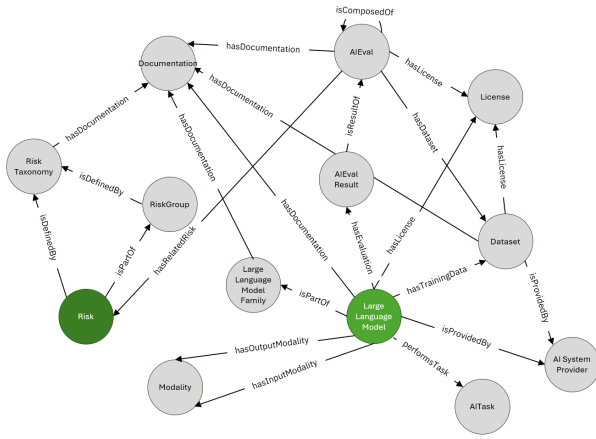 isComposedOf
hasDocumentation
AIEval
Documentation
hasLicense
License
hasDocumentation
isResultOf
hasDataset
hasDocumentation
hasDocumentation
hasLicense
Risk
Taxonomy
isDefinedBy
AIEval
Result
RiskGroup
isDefinedBy
isPartOf
hasRelatedRisk
hasDocumentation
hasEvaluation
hasLicense
Dataset
Large
Language
Model
Family
hasTrainingData
isProvidedBy
isPartOf
Risk
Large
Language
Model
isProvidedBy
hasOutputModality
performsTask
AI System
Provider
hasInputModality
Modality
AITask